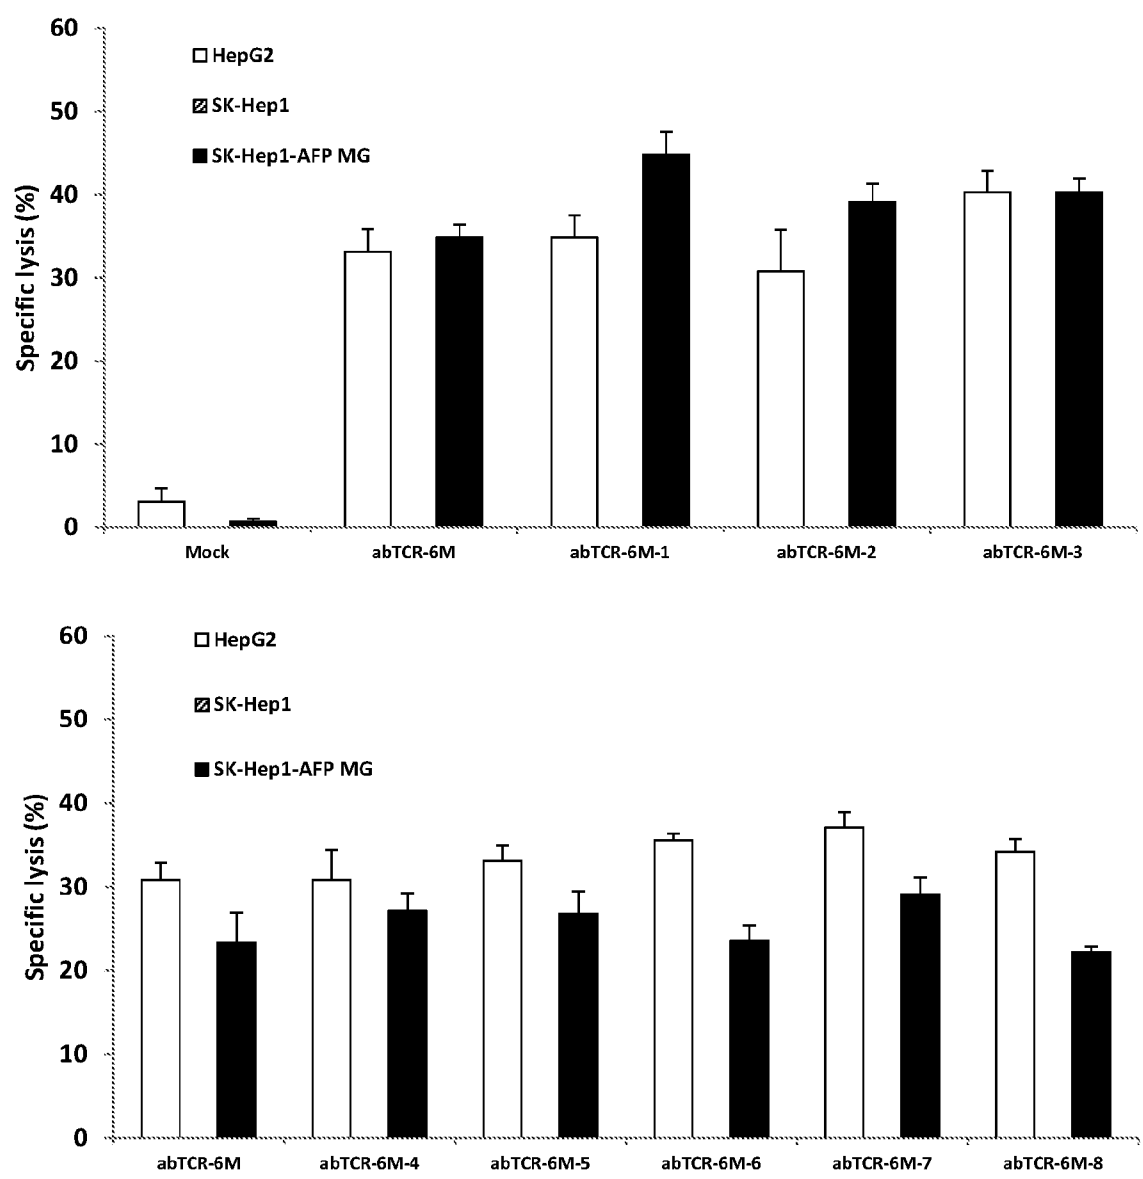 60
50
40
30
20
10
0
Specific lysis (%)
HepG2
SK-Hep1
SK-Hep1-AFP MG
Mock abTCR-6M abTCR-6M-1 abTCR-6M-2 abTCR-6M-3
60
50
40
30
20
10
0
Specific lysis (%)
HepG2
SK-Hep1
SK-Hep1-AFP MG
abTCR-6M abTCR-6M-4 abTCR-6M-5 abTCR-6M-6 abTCR-6M-7 abTCR-6M-8